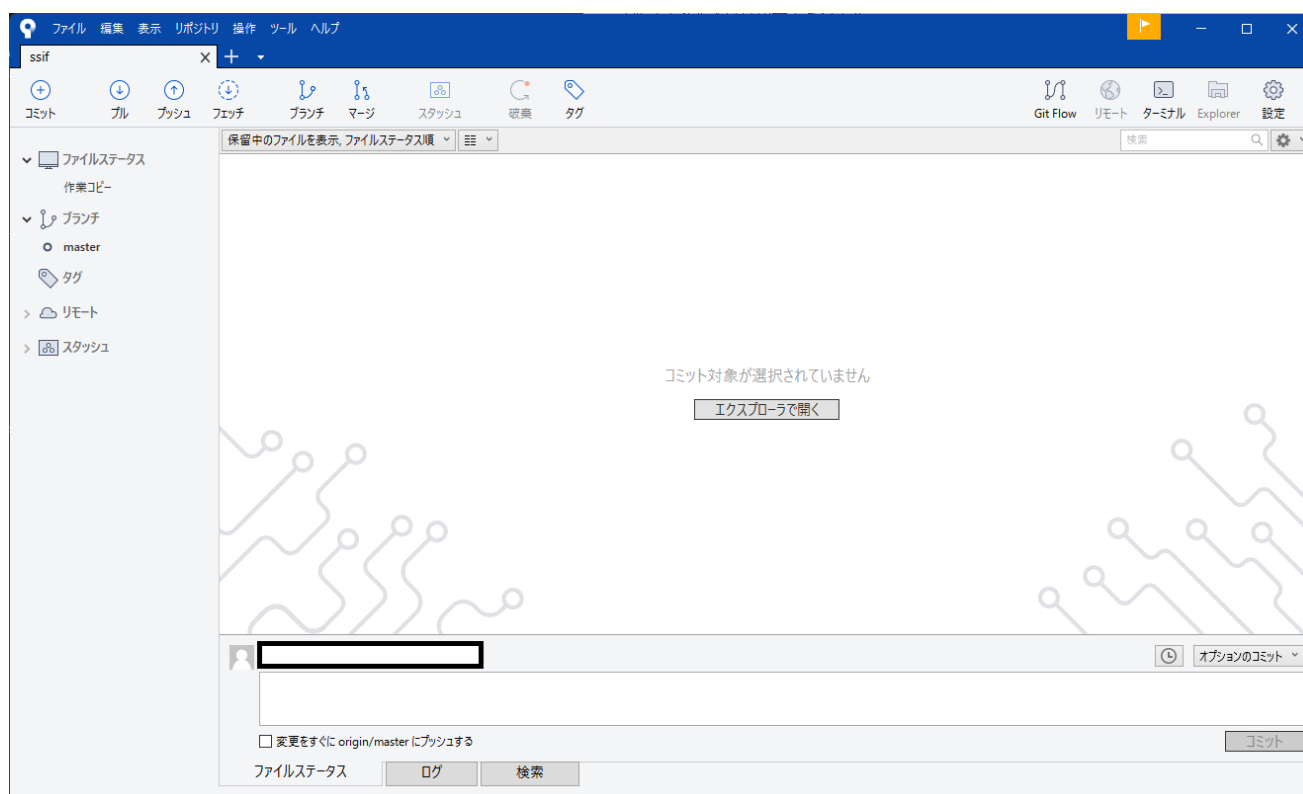 ファイル 編集 表示 リポジトリ 操作 ツール ヘルプ
ssif
コミット プル プッシュ フェッチ ブランチ マージ スタッシュ 破棄 タグ Git Flow リモート ターミナル Explorer 設定
保留中のファイルを表示, ファイルステータス順 検索
ファイルステータス
作業コピー
ブランチ
master
タグ
リモート
スタッシュ
コミット対象が選択されていません
エクスプローラで開く
オプションのコミット
変更をすぐに origin/master にプッシュする
コミット
ファイルステータス ログ 検索